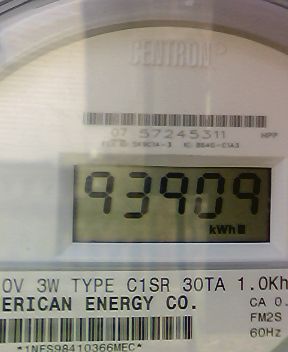 CENTRON
07 57245311 HPP
93909
kWh
0V 3W TYPE C1SR 30TA 1.0Kh
ERICAN ENERGY CO.
CA 0.
FM2S
60Hz
*1NFS98410366MEC*